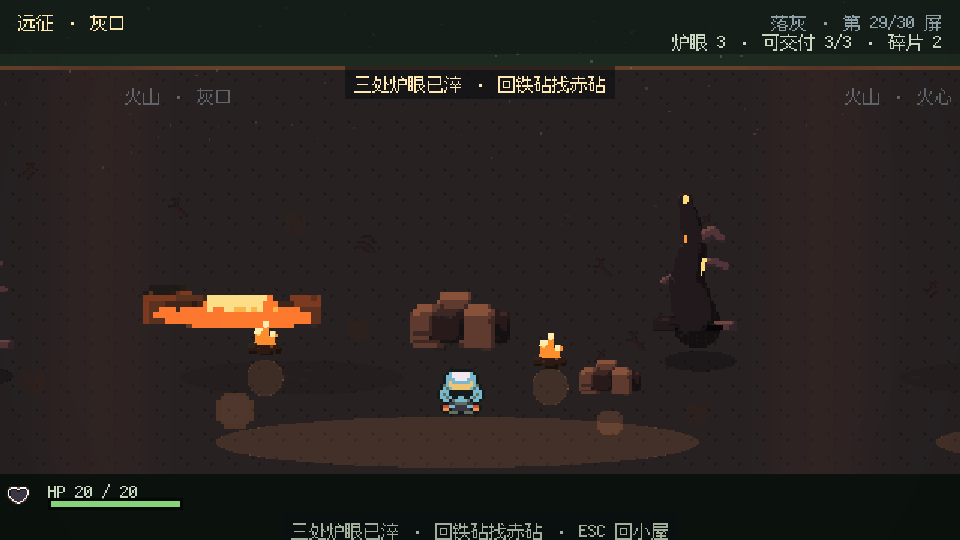 远征 · 灰口
落灰 · 第 29/30 屏
炉眼 3 · 可交付 3/3 · 碎片 2
三处炉眼已淬 · 回铁砧找赤砧
火山 · 灰口
火山 · 火心
HP 20 / 20
三处炉眼已淬 · 回铁砧找赤砧 · ESC 回小屋